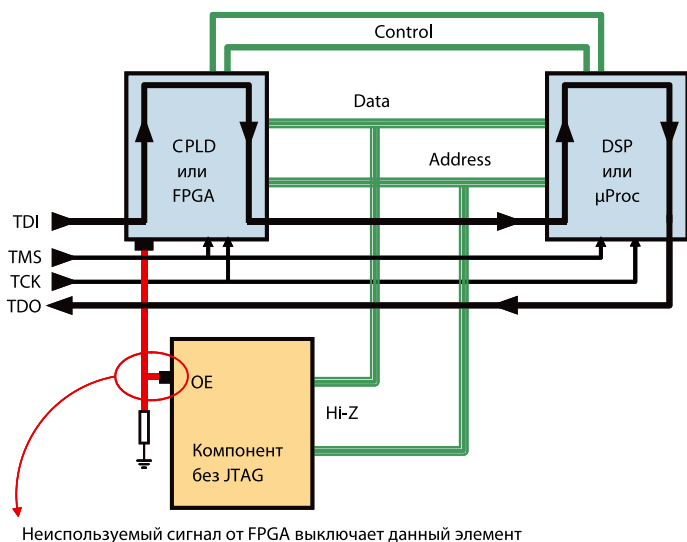 Control
Data
Address
CPLD
или
FPGA
DSP
или
µProc
TDI
TMS
TCK
TDO
OE
Hi-Z
Компонент
без JTAG
Неиспользуемый сигнал от FPGA выключает данный элемент